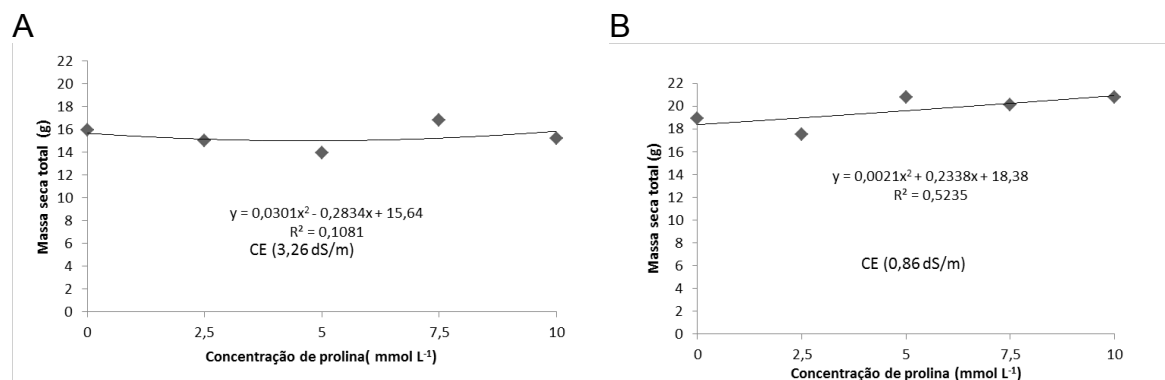 A
Massa seca total (g)
22
20
18
16
14
12
10
8
6
4
2
0
y = 0,0301x² - 0,2834x + 15,64
R² = 0,1081
CE (3,26 dS/m)
0 2,5 5 7,5 10
Concentração de prolina( mmol L⁻¹)
B
Massa seca total (g)
22
20
18
16
14
12
10
8
6
4
2
0
y = 0,0021x² + 0,2338x + 18,38
R² = 0,5235
CE (0,86 dS/m)
0 2,5 5 7,5 10
Concentração de prolina (mmol L⁻¹)